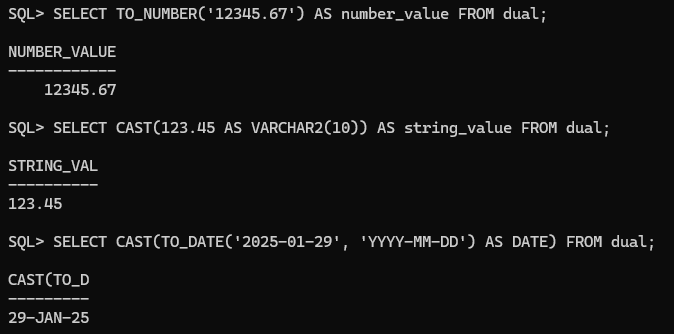 SQL> SELECT TO_NUMBER('12345.67') AS number_value FROM dual;
NUMBER_VALUE
------------
12345.67
SQL> SELECT CAST(123.45 AS VARCHAR2(10)) AS string_value FROM dual;
STRING_VAL
----------
123.45
SQL> SELECT CAST(TO_DATE('2025-01-29', 'YYYY-MM-DD') AS DATE) FROM dual;
CAST(TO_D
---------
29-JAN-25